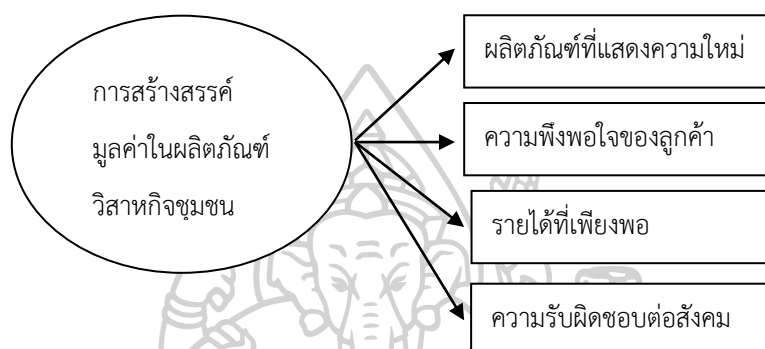 การสร้างสรรค์
มูลค่าในผลิตภัณฑ์
วิสาหกิจชุมชน
ผลิตภัณฑ์ที่แสดงความใหม่
ความพึงพอใจของลูกค้า
รายได้ที่เพียงพอ
ความรับผิดชอบต่อสังคม